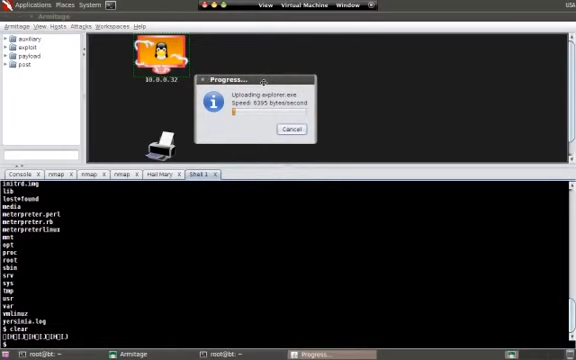 Applications Places System
View Virtual Machine Window
USA
Armitage
Armitage View Hosts Attacks Workspaces Help
auxiliary
exploit
payload
post
10.0.0.32
Progress...
Uploading explorer.exe
Speed: 6395 bytes/second
Cancel
Console X nmap X nmap X nmap X Hail Mary X Shell 1 X
initrd.img
lib
lost+found
media
meterpreter.perl
meterpreter.rb
meterpreterlinux
mnt
opt
proc
root
sbin
srv
sys
tmp
usr
var
vmlinuz
yersinia.log
$ clear
$
root@bt: ~ Armitage root@bt: ~ Progress...